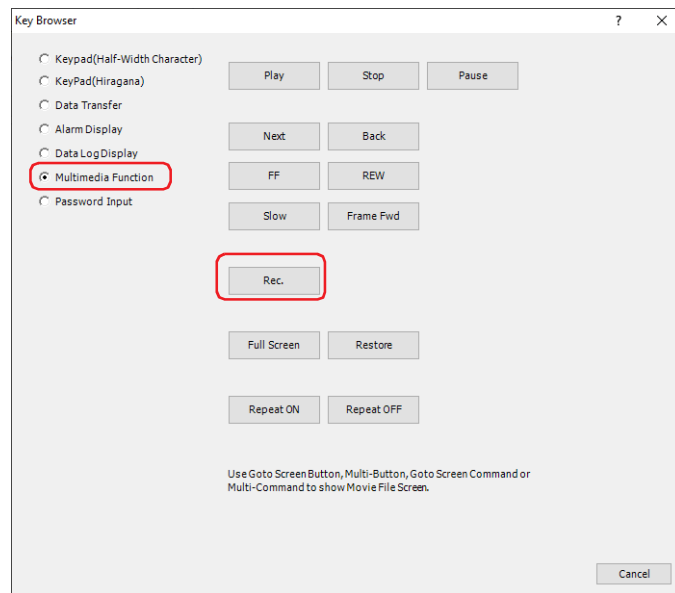 Key Browser
? ×
Keypad(Half-Width Character)
KeyPad(Hiragana)
Data Transfer
Alarm Display
Data Log Display
Multimedia Function
Password Input
Play Stop Pause
Next Back
FF REW
Slow Frame Fwd
Rec.
Full Screen Restore
Repeat ON Repeat OFF
Use Goto Screen Button, Multi-Button, Goto Screen Command or
Multi-Command to show Movie File Screen.
Cancel